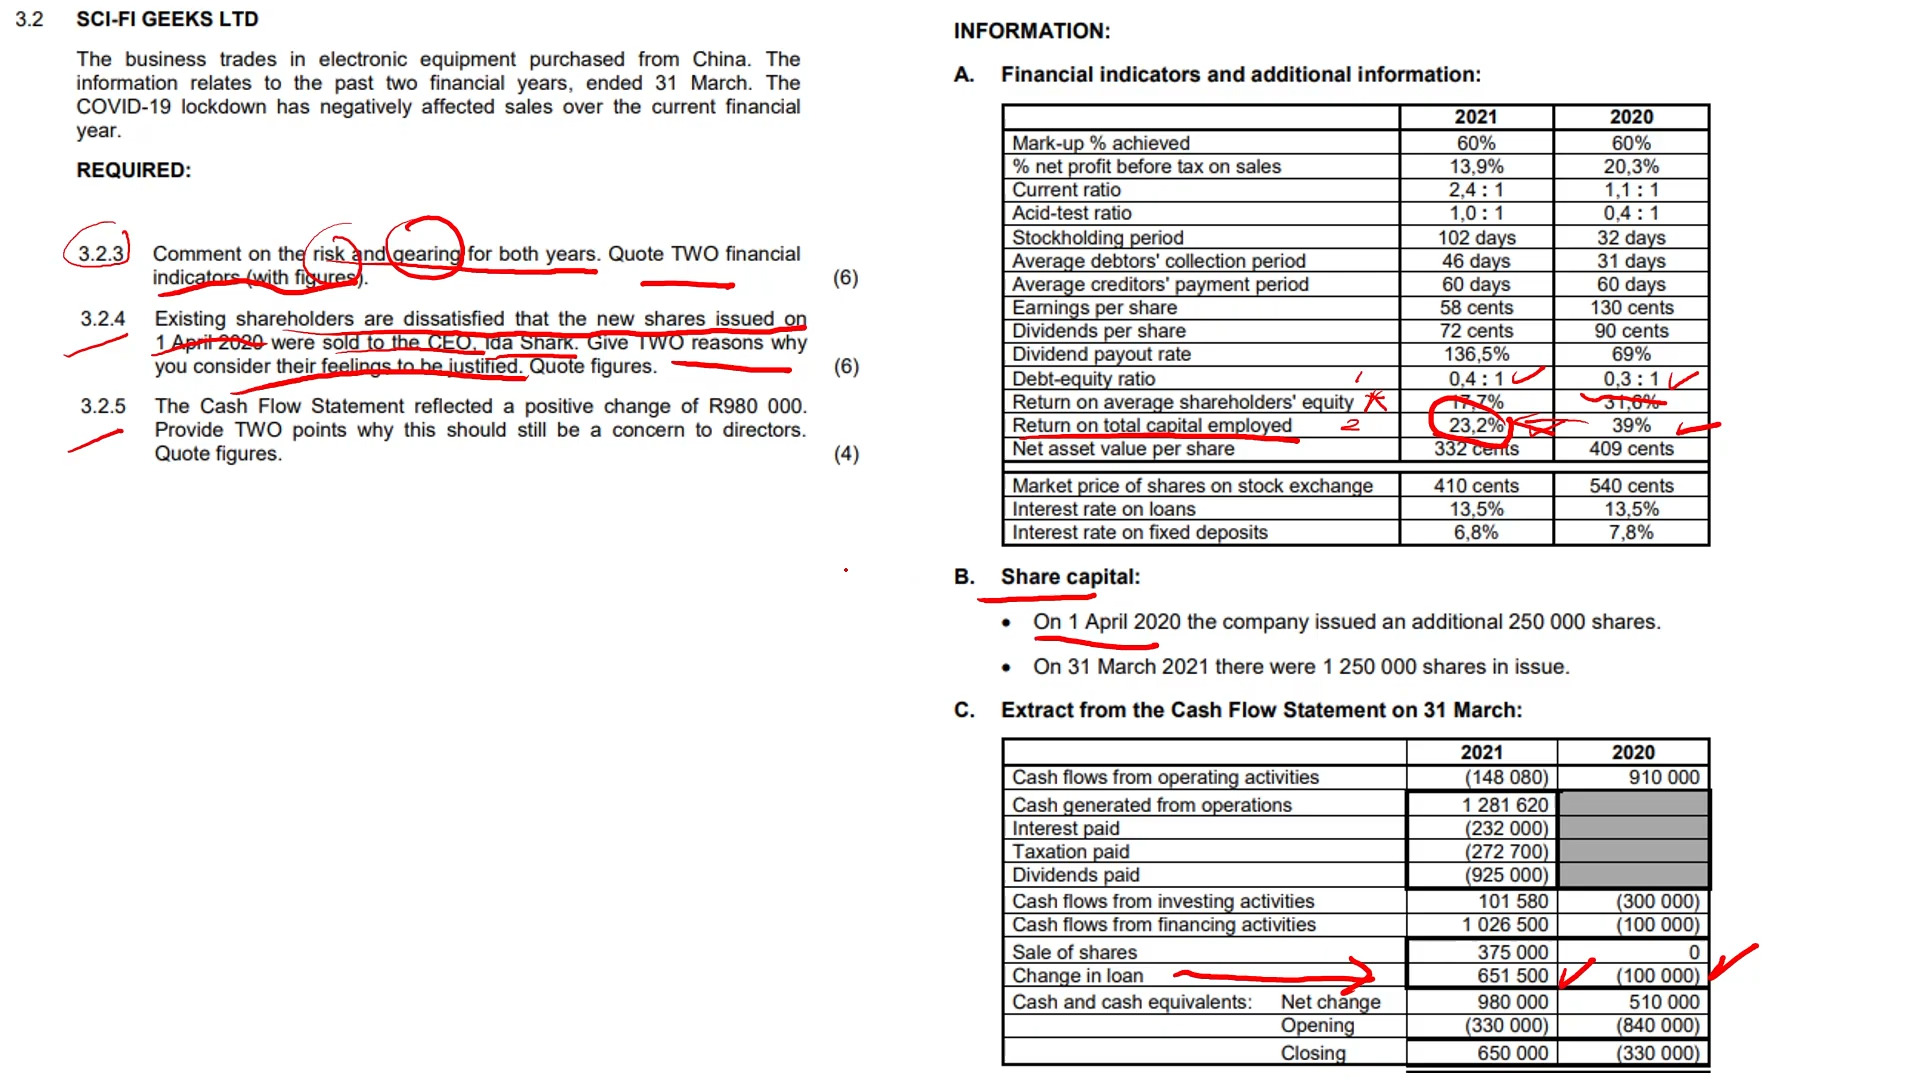 3.2 SCI-FI GEEKS LTD
The business trades in electronic equipment purchased from China. The
information relates to the past two financial years, ended 31 March. The
COVID-19 lockdown has negatively affected sales over the current financial
year.
REQUIRED:
3.2.3 Comment on the risk and gearing for both years. Quote TWO financial
indicators (with figures). (6)
3.2.4 Existing shareholders are dissatisfied that the new shares issued on
1 April 2020 were sold to the CEO, Ida Shark. Give TWO reasons why
you consider their feelings to be justified. Quote figures. (6)
3.2.5 The Cash Flow Statement reflected a positive change of R980 000.
Provide TWO points why this should still be a concern to directors.
Quote figures. (4)
INFORMATION:
A. Financial indicators and additional information:
2021 2020
Mark-up % achieved 60% 60%
% net profit before tax on sales 13,9% 20,3%
Current ratio 2,4 : 1 1,1 : 1
Acid-test ratio 1,0 : 1 0,4 : 1
Stockholding period 102 days 32 days
Average debtors' collection period 46 days 31 days
Average creditors' payment period 60 days 60 days
Earnings per share 58 cents 130 cents
Dividends per share 72 cents 90 cents
Dividend payout rate 136,5% 69%
Debt-equity ratio 1 0,4 : 1 0,3 : 1
Return on average shareholders' equity 17,7% 31,6%
Return on total capital employed 2 23,2% 39%
Net asset value per share 332 cents 409 cents
Market price of shares on stock exchange 410 cents 540 cents
Interest rate on loans 13,5% 13,5%
Interest rate on fixed deposits 6,8% 7,8%
B. Share capital:
• On 1 April 2020 the company issued an additional 250 000 shares.
• On 31 March 2021 there were 1 250 000 shares in issue.
C. Extract from the Cash Flow Statement on 31 March:
2021 2020
Cash flows from operating activities (148 080) 910 000
Cash generated from operations 1 281 620
Interest paid (232 000)
Taxation paid (272 700)
Dividends paid (925 000)
Cash flows from investing activities 101 580 (300 000)
Cash flows from financing activities 1 026 500 (100 000)
Sale of shares 375 000 0
Change in loan 651 500 (100 000)
Cash and cash equivalents: Net change 980 000 510 000
Opening (330 000) (840 000)
Closing 650 000 (330 000)